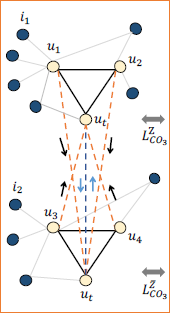 i₁
u₁
u₂
uₜ
L^Z_CO₃
i₂
u₃
u₄
L^Z_CO₃
uₜ